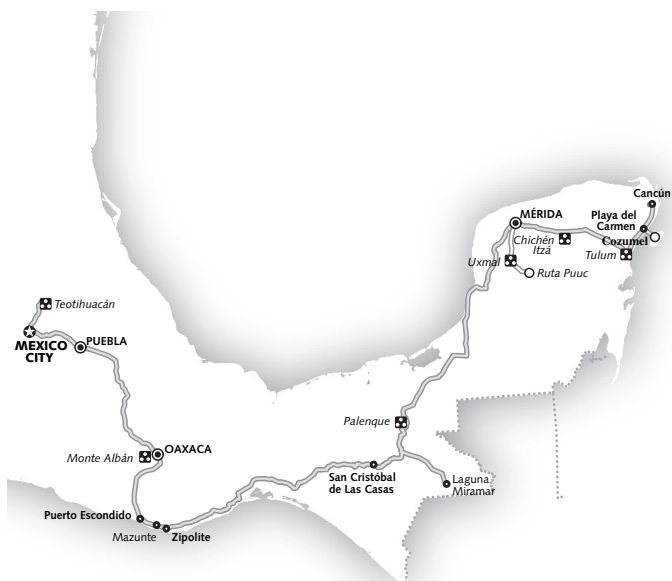 Cancún
MÉRIDA
Playa del
Carmen
Chichén
Itzá
Cozumel
Tulum
Uxmal
Ruta Puuc
Teotihuacán
MEXICO
CITY
PUEBLA
Palenque
OAXACA
Monte Albán
San Cristóbal
de Las Casas
Laguna
Miramar
Puerto Escondido
Mazunte
Zipolite